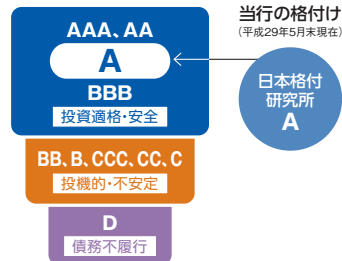 当行の格付け
(平成29年5月末現在)
AAA、AA
A
BBB
投資適格・安全
日本格付
研究所
A
BB、B、CCC、CC、C
投機的・不安定
D
債務不履行